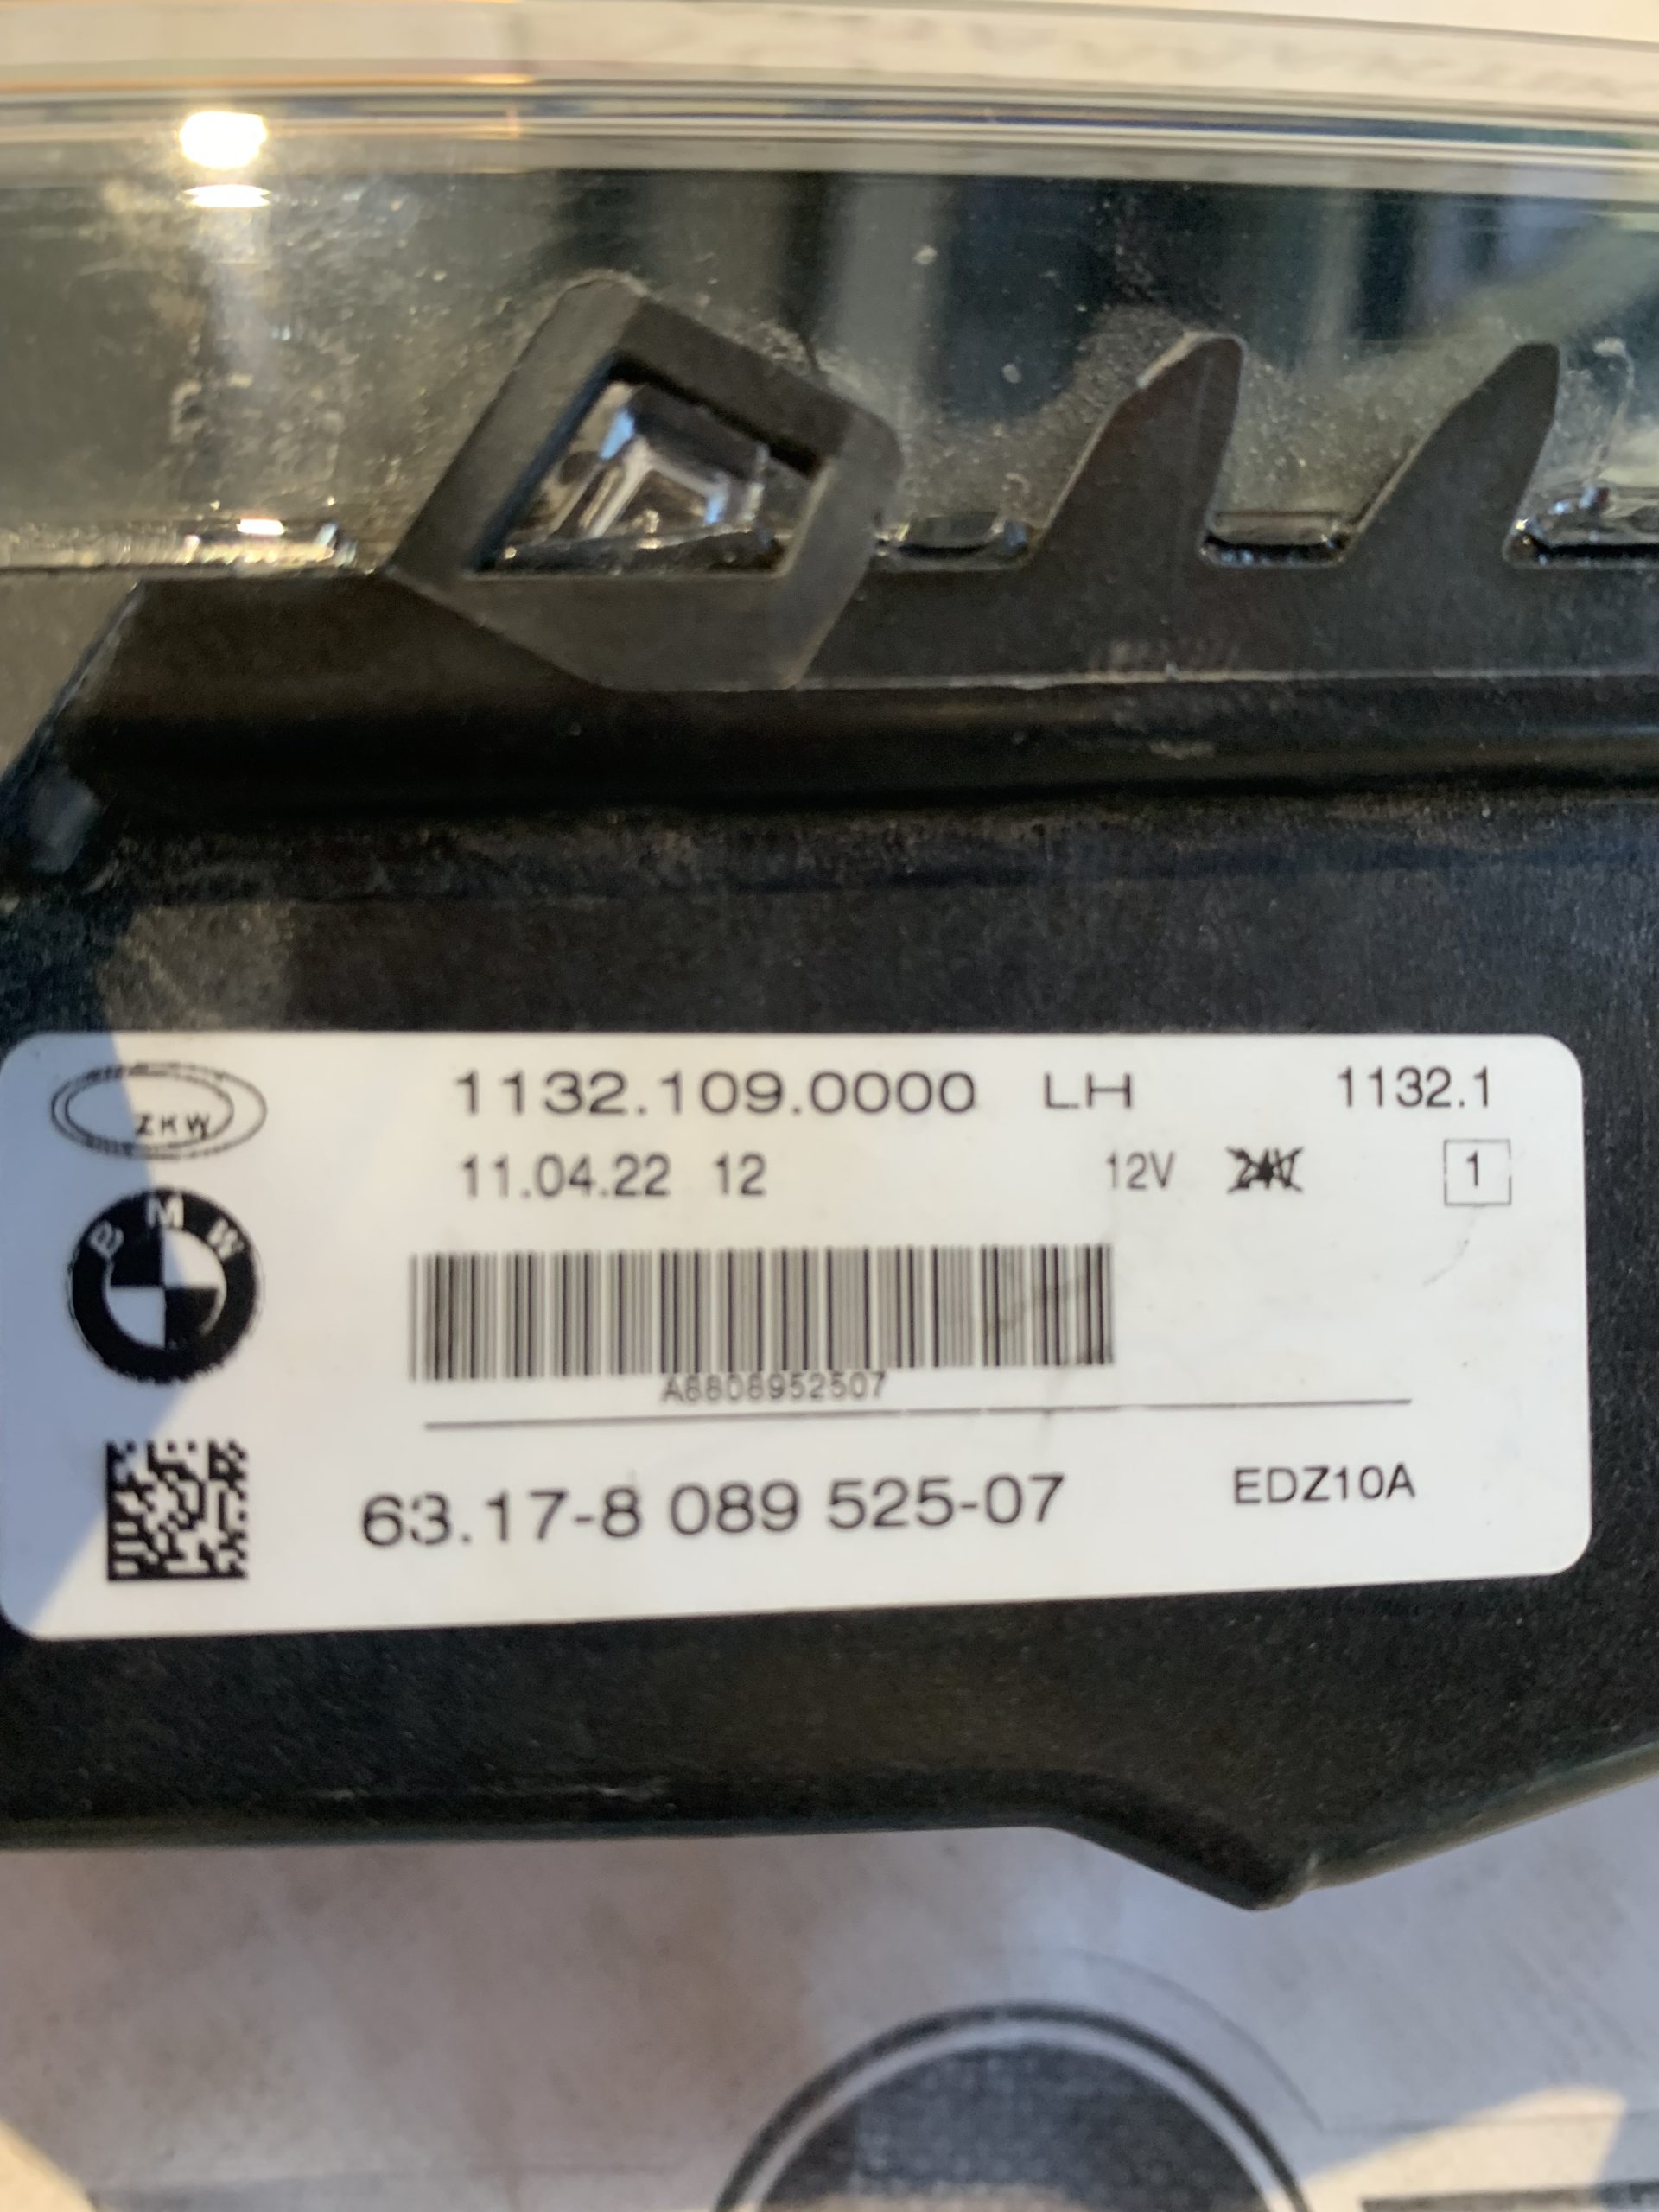 ZKW
1132.109.0000 LH 1132.1
11.04.22 12 12V 24V 1
BMW
A8808952507
63.17-8 089 525-07 EDZ10A